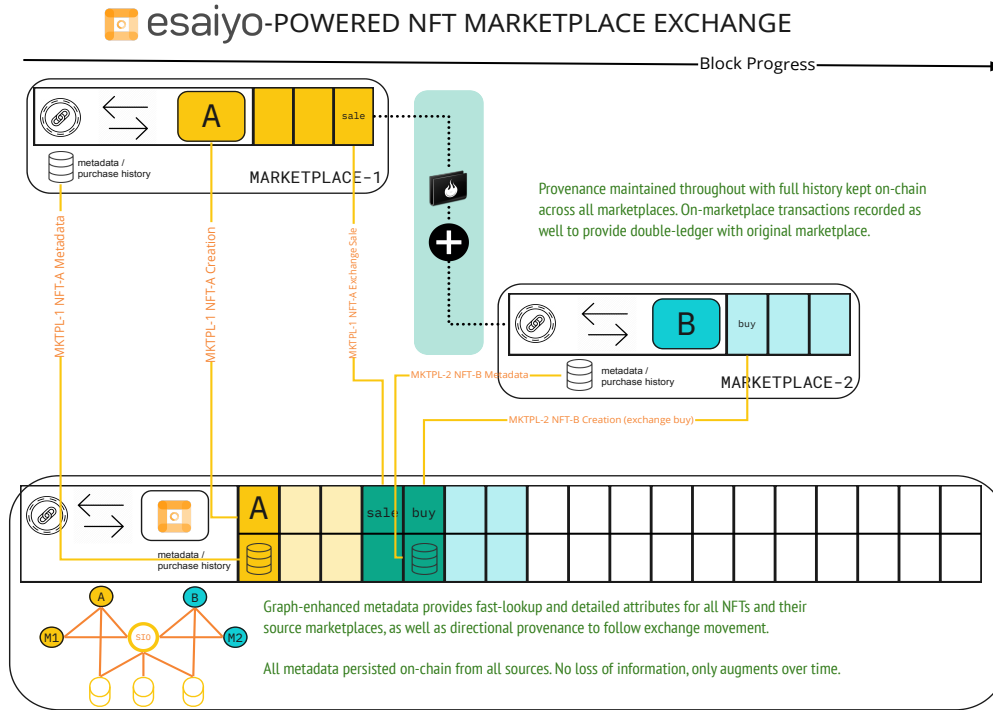 esaiyo-POWERED NFT MARKETPLACE EXCHANGE
Block Progress
A
sale
metadata /
purchase history
MARKETPLACE-1
MKTPL-1 NFT-A Metadata
MKTPL-1 NFT-A Creation
MKTPL-1 NFT-A Exchange Sale
Provenance maintained throughout with full history kept on-chain
across all marketplaces. On-marketplace transactions recorded as
well to provide double-ledger with original marketplace.
B
buy
metadata /
purchase history
MARKETPLACE-2
MKTPL-2 NFT-B Metadata
MKTPL-2 NFT-B Creation (exchange buy)
A
sale
buy
metadata /
purchase history
A
B
M1
SIO
M2
Graph-enhanced metadata provides fast-lookup and detailed attributes for all NFTs and their
source marketplaces, as well as directional provenance to follow exchange movement.
All metadata persisted on-chain from all sources. No loss of information, only augments over time.